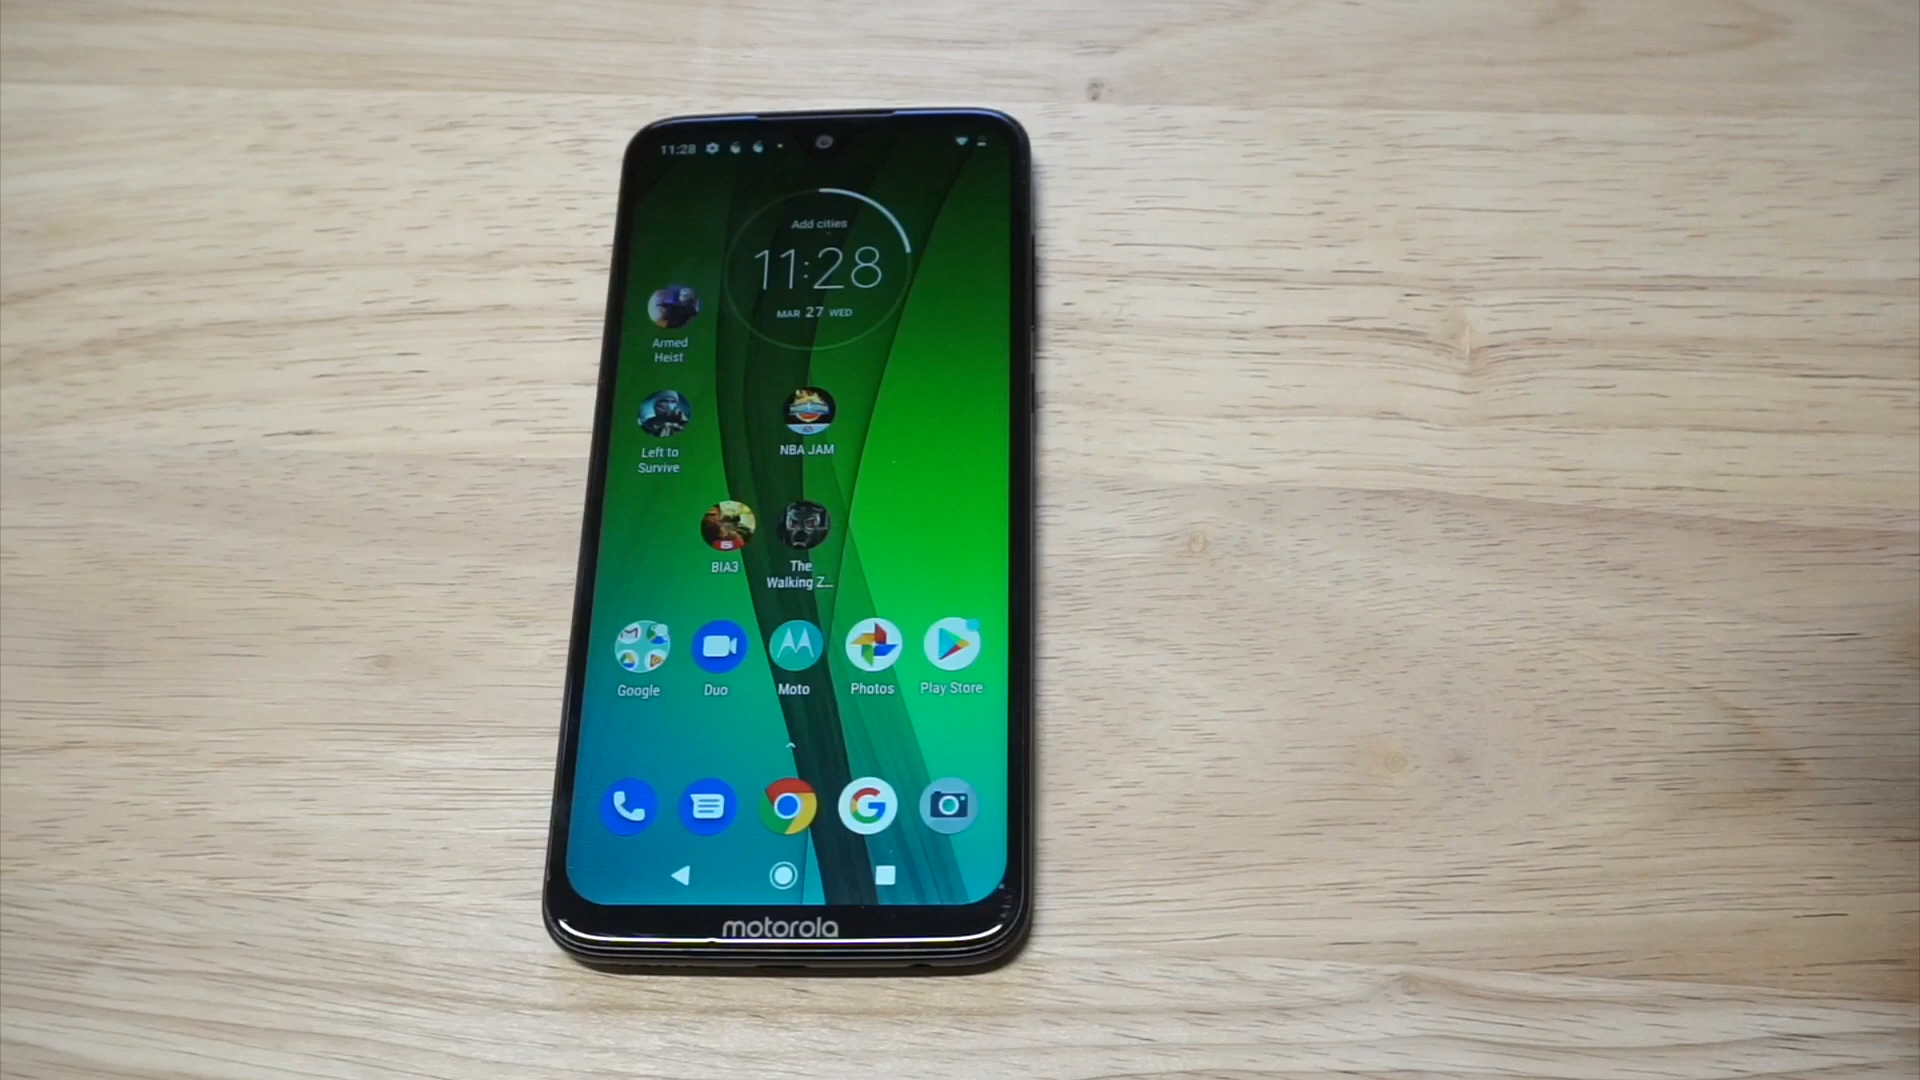 11:28
Add cities
11:28
MAR 27 WED
Armed
Heist
Left to
Survive
NBA JAM
BIA3
The
Walking Z...
Google
Duo
Moto
Photos
Play Store
motorola